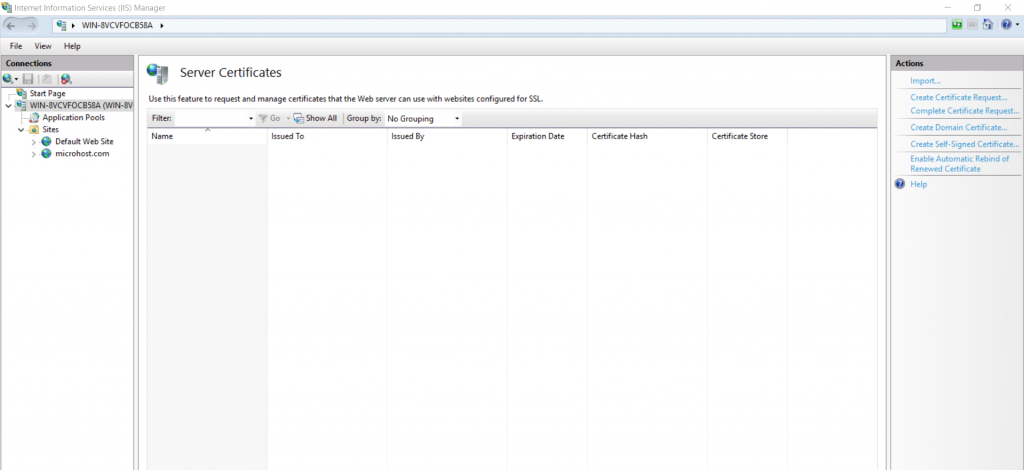 Internet Information Services (IIS) Manager
WIN-8VCVFOCB58A
File View Help
Connections
Start Page
WIN-8VCVFOCB58A (WIN-8V
Application Pools
Sites
Default Web Site
microhost.com
Server Certificates
Use this feature to request and manage certificates that the Web server can use with websites configured for SSL.
Filter: Go Show All Group by: No Grouping
Name Issued To Issued By Expiration Date Certificate Hash Certificate Store
Actions
Import...
Create Certificate Request...
Complete Certificate Request...
Create Domain Certificate...
Create Self-Signed Certificate...
Enable Automatic Rebind of
Renewed Certificate
Help